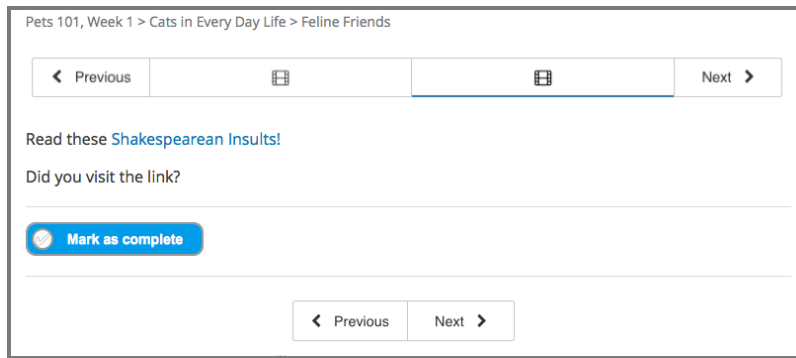 Pets 101, Week 1 > Cats in Every Day Life > Feline Friends
Previous Next
Read these Shakespearean Insults!
Did you visit the link?
Mark as complete
Previous Next